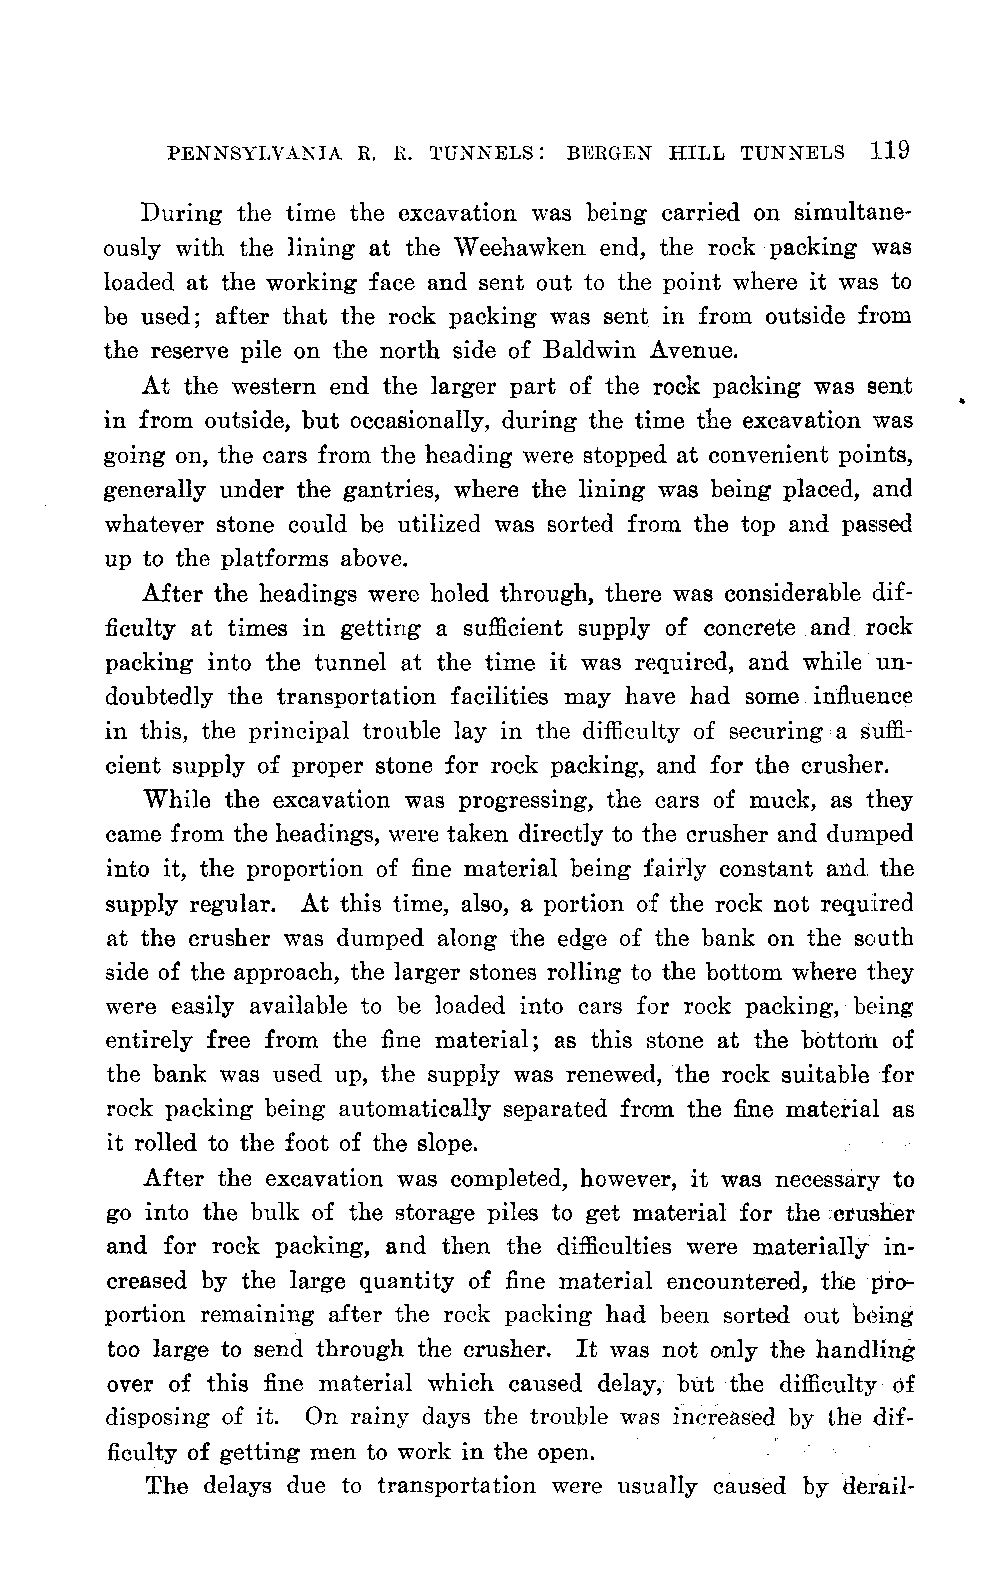 PENNSYLVANIA R. R. TUNNELS: BERGEN HILL TUNNELS 119
During the time the excavation was being carried on simultane-
ously with the lining at the Weehawken end, the rock packing was
loaded at the working face and sent out to the point where it was to
be used; after that the rock packing was sent in from outside from
the reserve pile on the north side of Baldwin Avenue.
At the western end the larger part of the rock packing was sent
in from outside, but occasionally, during the time the excavation was
going on, the cars from the heading were stopped at convenient points,
generally under the gantries, where the lining was being placed, and
whatever stone could be utilized was sorted from the top and passed
up to the platforms above.
After the headings were holed through, there was considerable dif-
ficulty at times in getting a sufficient supply of concrete and rock
packing into the tunnel at the time it was required, and while un-
doubtedly the transportation facilities may have had some influence
in this, the principal trouble lay in the difficulty of securing a suffi-
cient supply of proper stone for rock packing, and for the crusher.
While the excavation was progressing, the cars of muck, as they
came from the headings, were taken directly to the crusher and dumped
into it, the proportion of fine material being fairly constant and the
supply regular. At this time, also, a portion of the rock not required
at the crusher was dumped along the edge of the bank on the south
side of the approach, the larger stones rolling to the bottom where they
were easily available to be loaded into cars for rock packing, being
entirely free from the fine material; as this stone at the bottom of
the bank was used up, the supply was renewed, the rock suitable for
rock packing being automatically separated from the fine material as
it rolled to the foot of the slope.
After the excavation was completed, however, it was necessary to
go into the bulk of the storage piles to get material for the crusher
and for rock packing, and then the difficulties were materially in-
creased by the large quantity of fine material encountered, the pro-
portion remaining after the rock packing had been sorted out being
too large to send through the crusher. It was not only the handling
over of this fine material which caused delay, but the difficulty of
disposing of it. On rainy days the trouble was increased by the dif-
ficulty of getting men to work in the open.
The delays due to transportation were usually caused by derail-